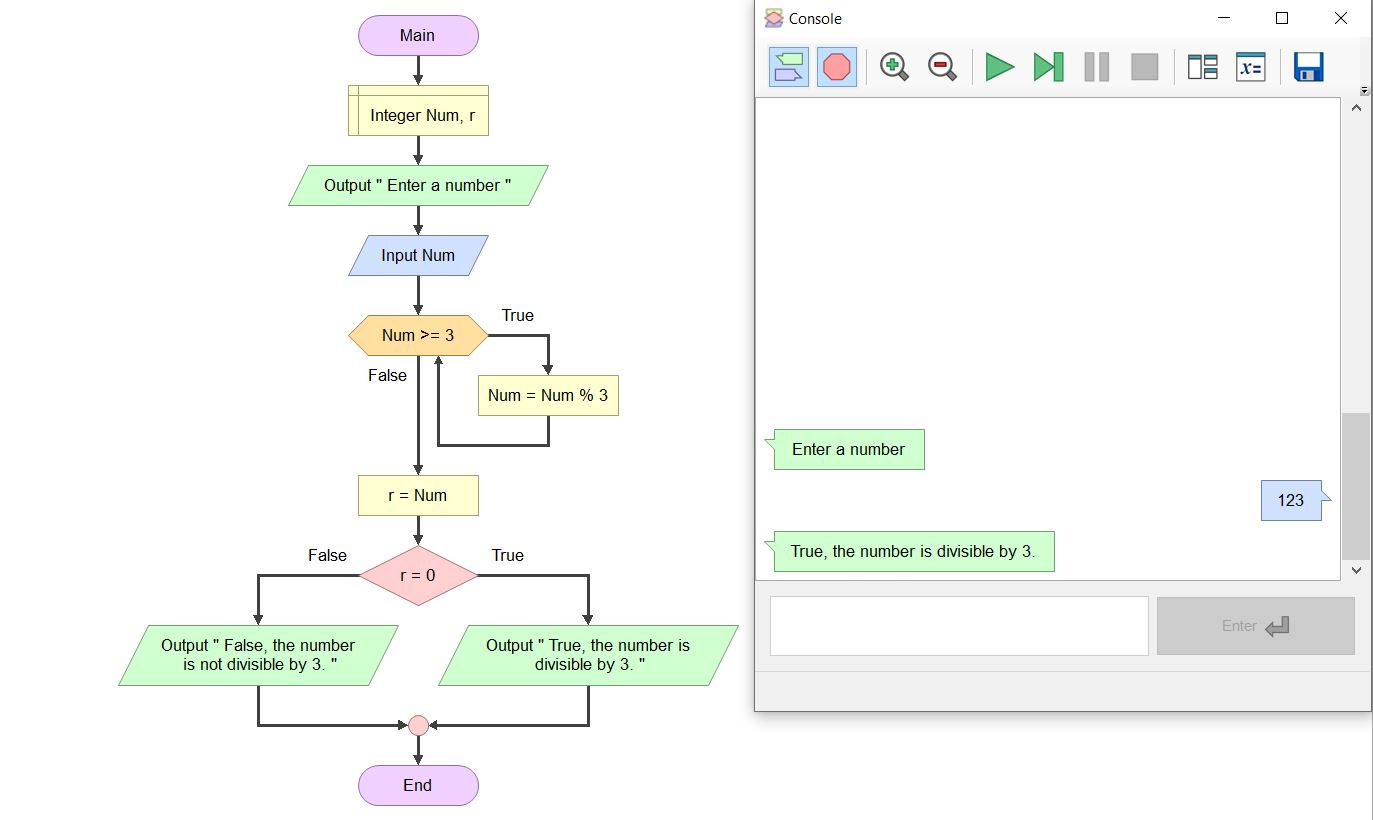 Main
Integer Num, r
Output " Enter a number "
Input Num
Num >= 3
True
False
Num = Num % 3
r = Num
False
True
r = 0
Output " False, the number
is not divisible by 3. "
Output " True, the number is
divisible by 3. "
End
Console
x=
Enter a number
123
True, the number is divisible by 3.
Enter